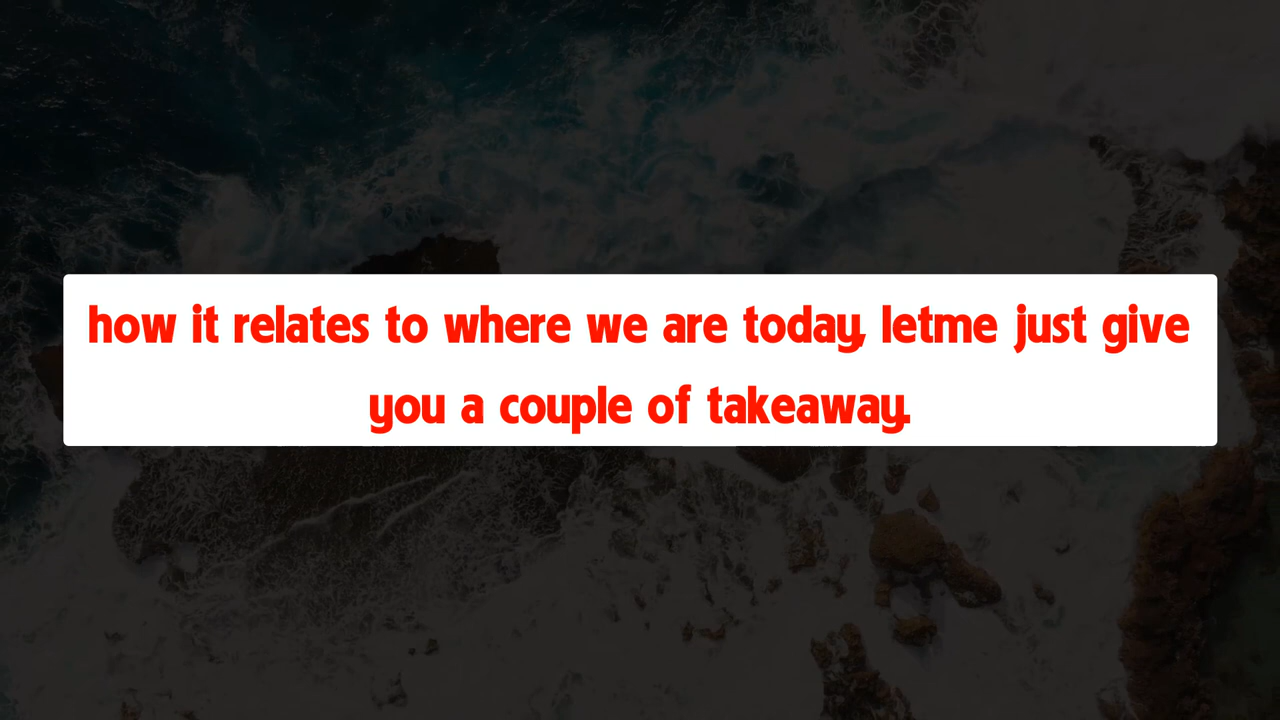 how it relates to where we are today, letme just give
you a couple of takeaway.